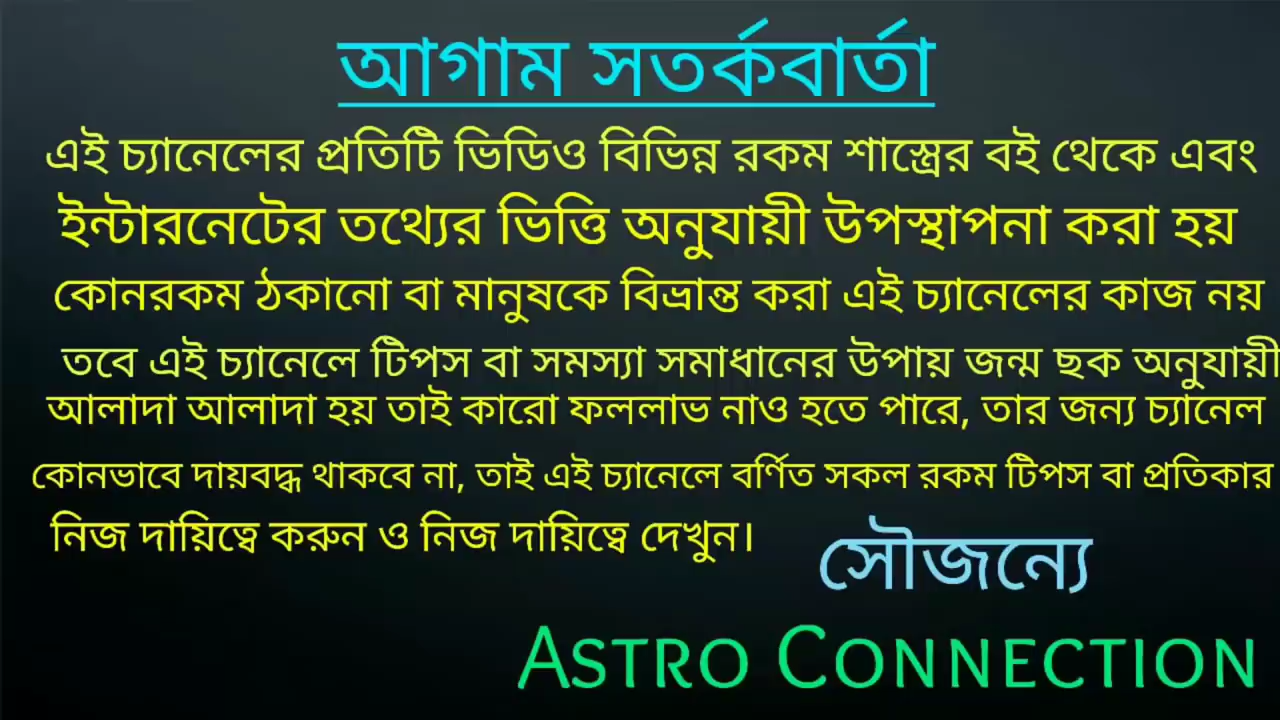 আগাম সতর্কবার্তা
এই চ্যানেলের প্রতিটি ভিডিও বিভিন্ন রকম শাস্ত্রের বই থেকে এবং
ইন্টারনেটের তথ্যের ভিত্তি অনুযায়ী উপস্থাপনা করা হয়
কোনরকম ঠকানো বা মানুষকে বিভ্রান্ত করা এই চ্যানেলের কাজ নয়
তবে এই চ্যানেলে টিপস বা সমস্যা সমাধানের উপায় জন্ম ছক অনুযায়ী
আলাদা আলাদা হয় তাই কারো ফললাভ নাও হতে পারে, তার জন্য চ্যানেল
কোনভাবে দায়বদ্ধ থাকবে না, তাই এই চ্যানেলে বর্ণিত সকল রকম টিপস বা প্রতিকার
নিজ দায়িত্বে করুন ও নিজ দায়িত্বে দেখুন।
সৌজন্যে
ASTRO CONNECTION